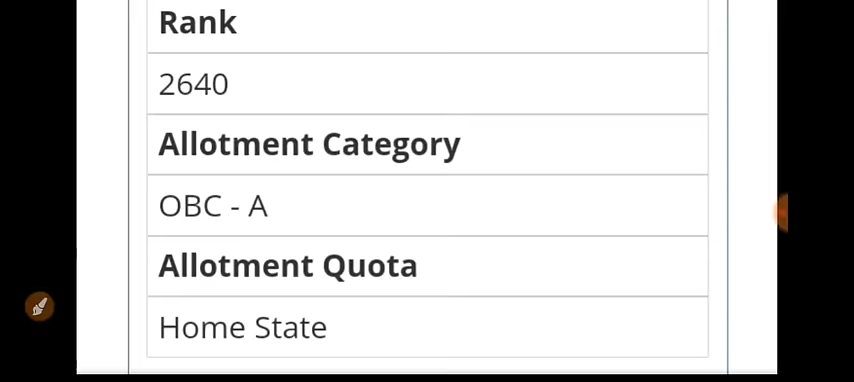 Rank
2640
Allotment Category
OBC - A
Allotment Quota
Home State